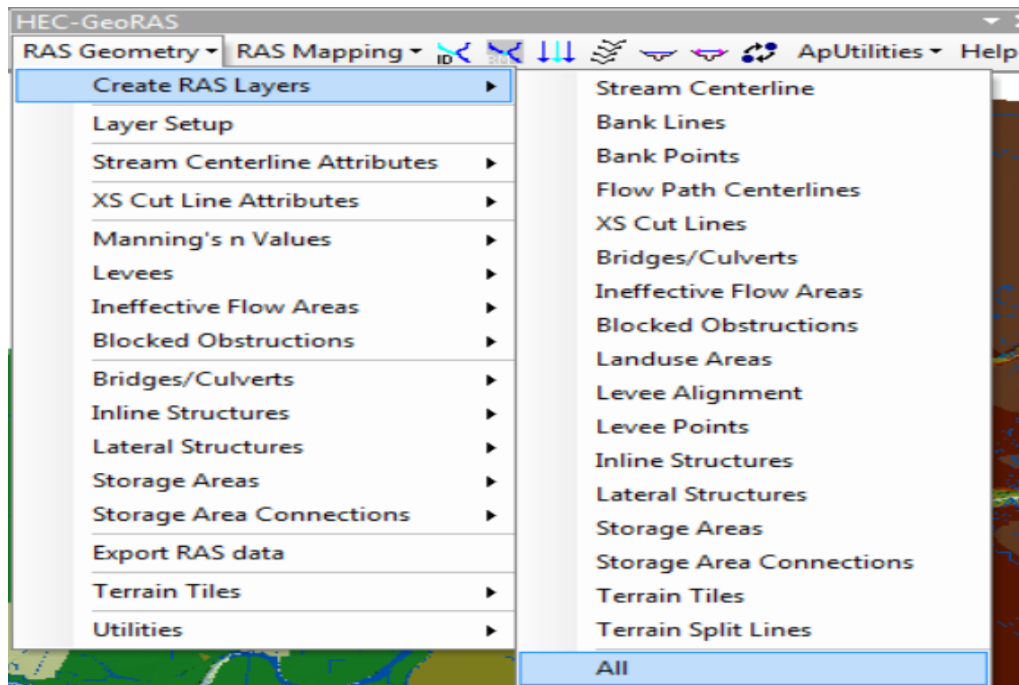 HEC-GeoRAS
RAS Geometry RAS Mapping ID ApUtilities Help
Create RAS Layers
Layer Setup
Stream Centerline Attributes
XS Cut Line Attributes
Manning's n Values
Levees
Ineffective Flow Areas
Blocked Obstructions
Bridges/Culverts
Inline Structures
Lateral Structures
Storage Areas
Storage Area Connections
Export RAS data
Terrain Tiles
Utilities
Stream Centerline
Bank Lines
Bank Points
Flow Path Centerlines
XS Cut Lines
Bridges/Culverts
Ineffective Flow Areas
Blocked Obstructions
Landuse Areas
Levee Alignment
Levee Points
Inline Structures
Lateral Structures
Storage Areas
Storage Area Connections
Terrain Tiles
Terrain Split Lines
All